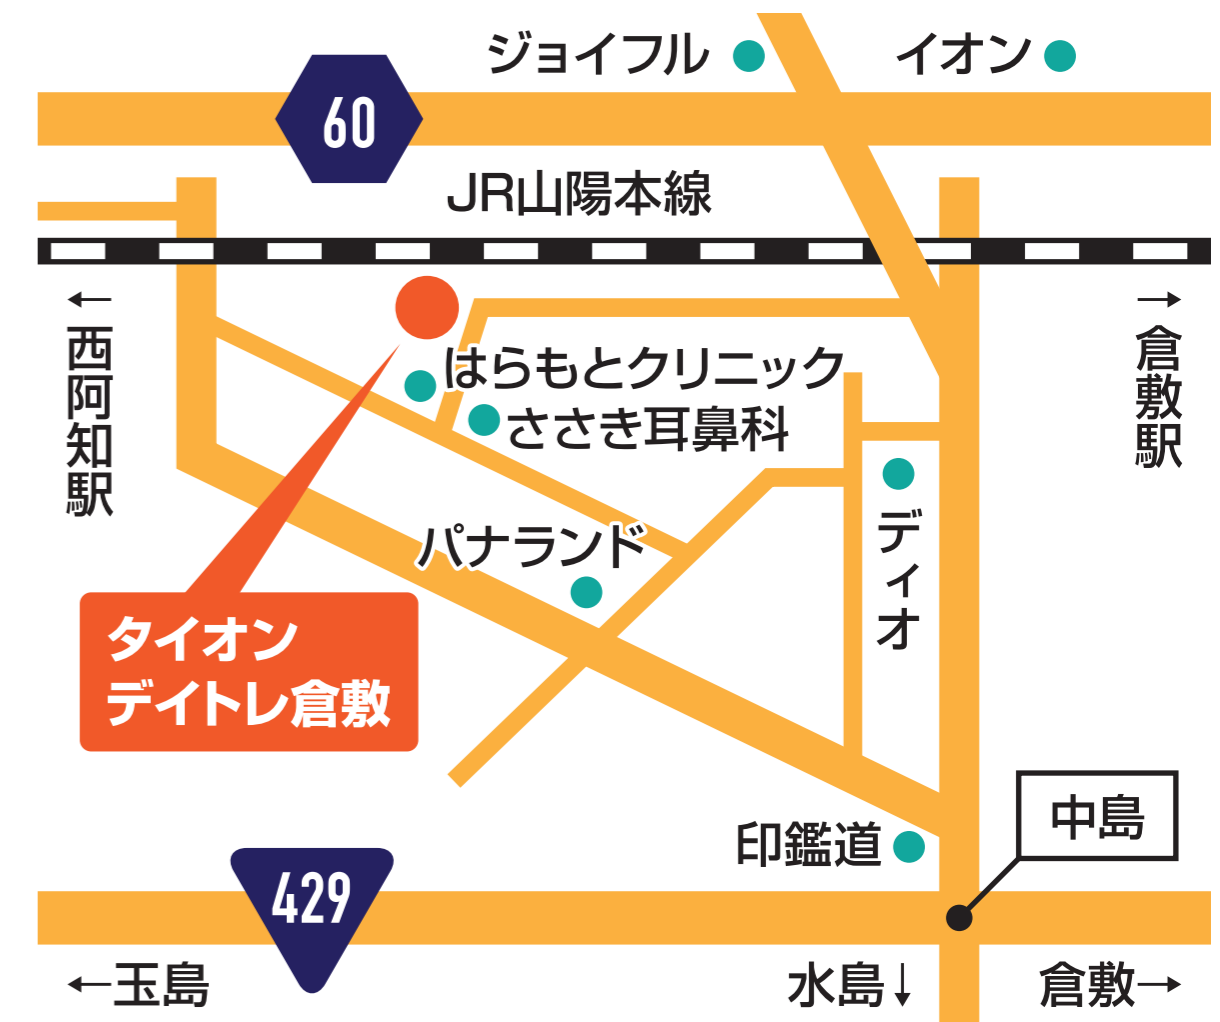 ジョイフル
イオン
60
JR山陽本線
←
西阿知駅
→
倉敷駅
はらもとクリニック
ささき耳鼻科
ディオ
パナランド
タイオン
デイトレ倉敷
中島
印鑑道
429
←玉島
水島↓
倉敷→